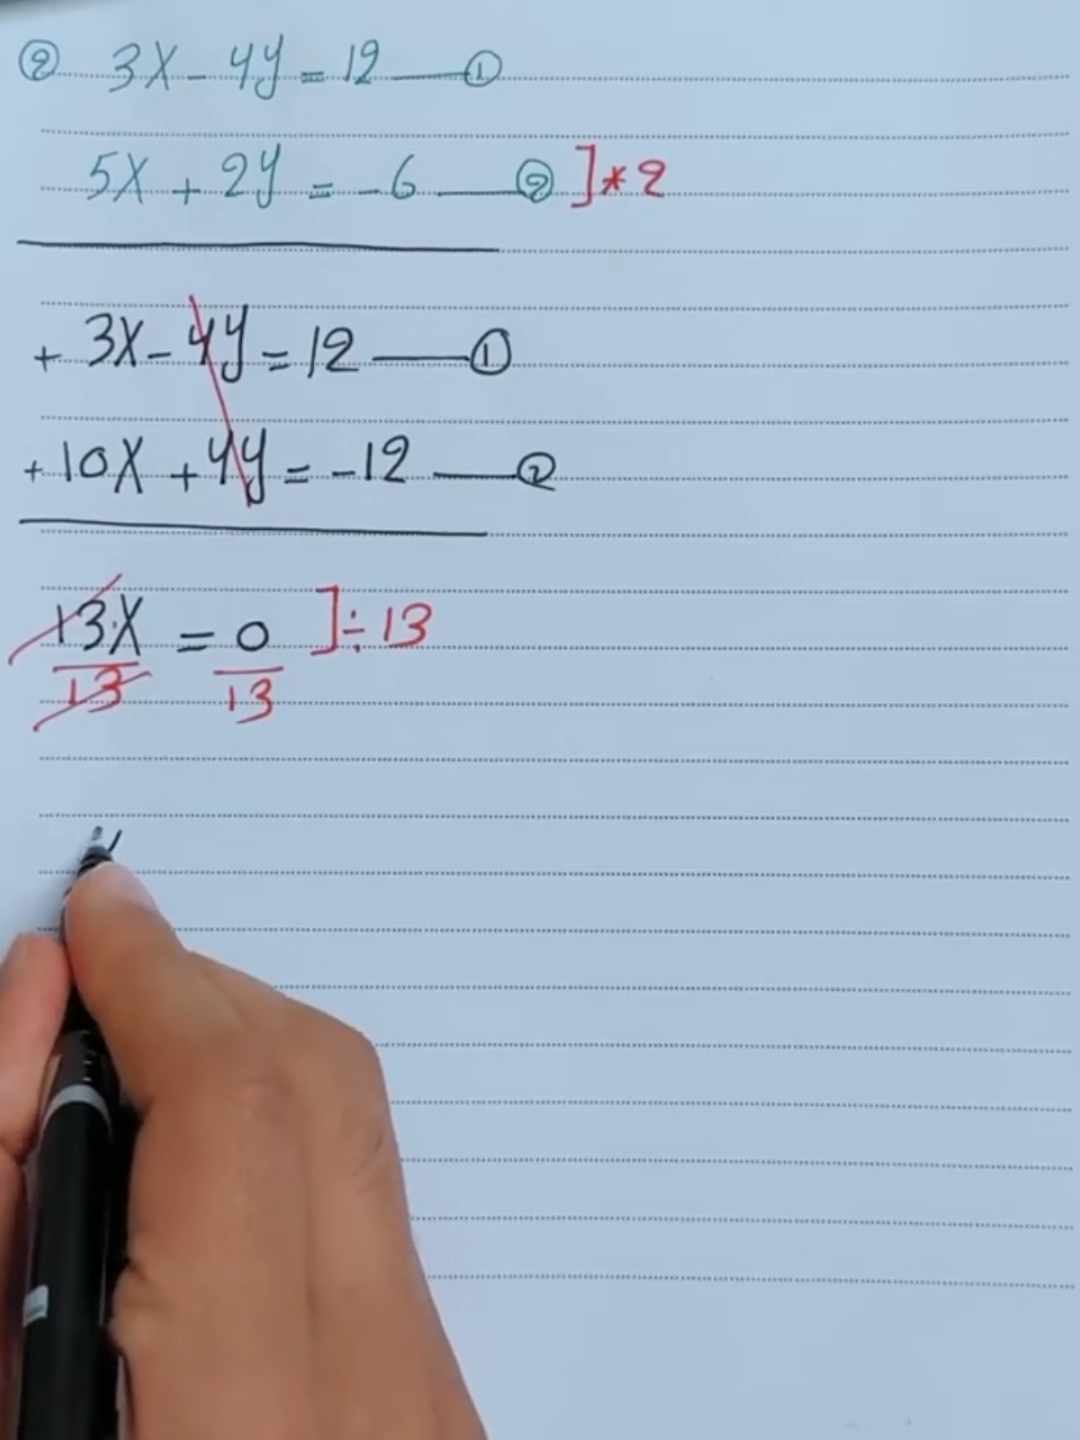 ② 3x - 4y = 12 —— ①
5x + 2y = -6 —— ② ] * 2
+ 3x - 4y = 12 —— ①
+ 10x + 4y = -12 —— ②
13x = 0 ] ÷ 13
13 13